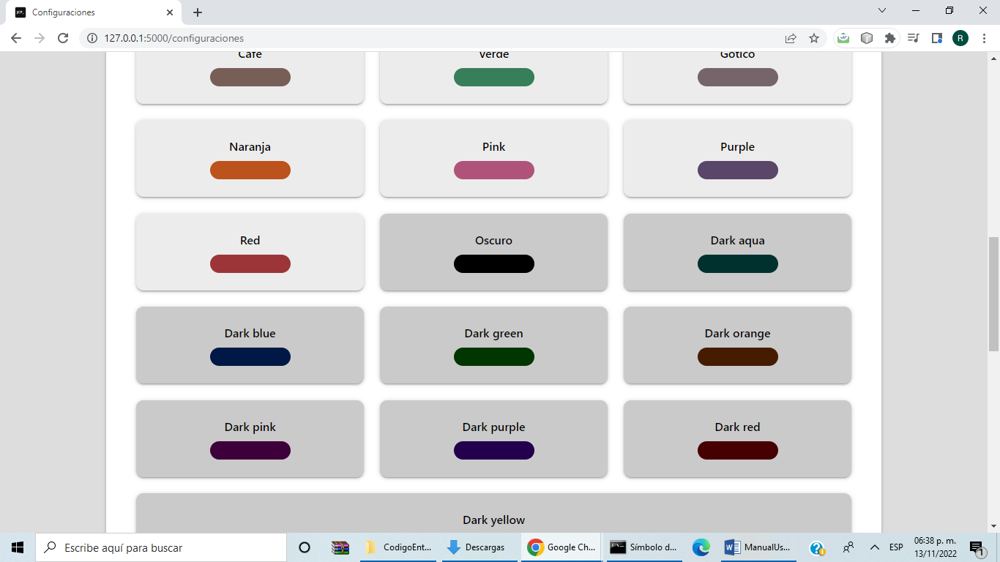 Configuraciones
127.0.0.1:5000/configuraciones
R
Café Verde Gótico
Naranja Pink Purple
Red Oscuro Dark aqua
Dark blue Dark green Dark orange
Dark pink Dark purple Dark red
Dark yellow
Escribe aquí para buscar
CodigoEnt... Descargas Google Ch... Símbolo d... ManualUs... ESP
06:38 p. m.
13/11/2022
1